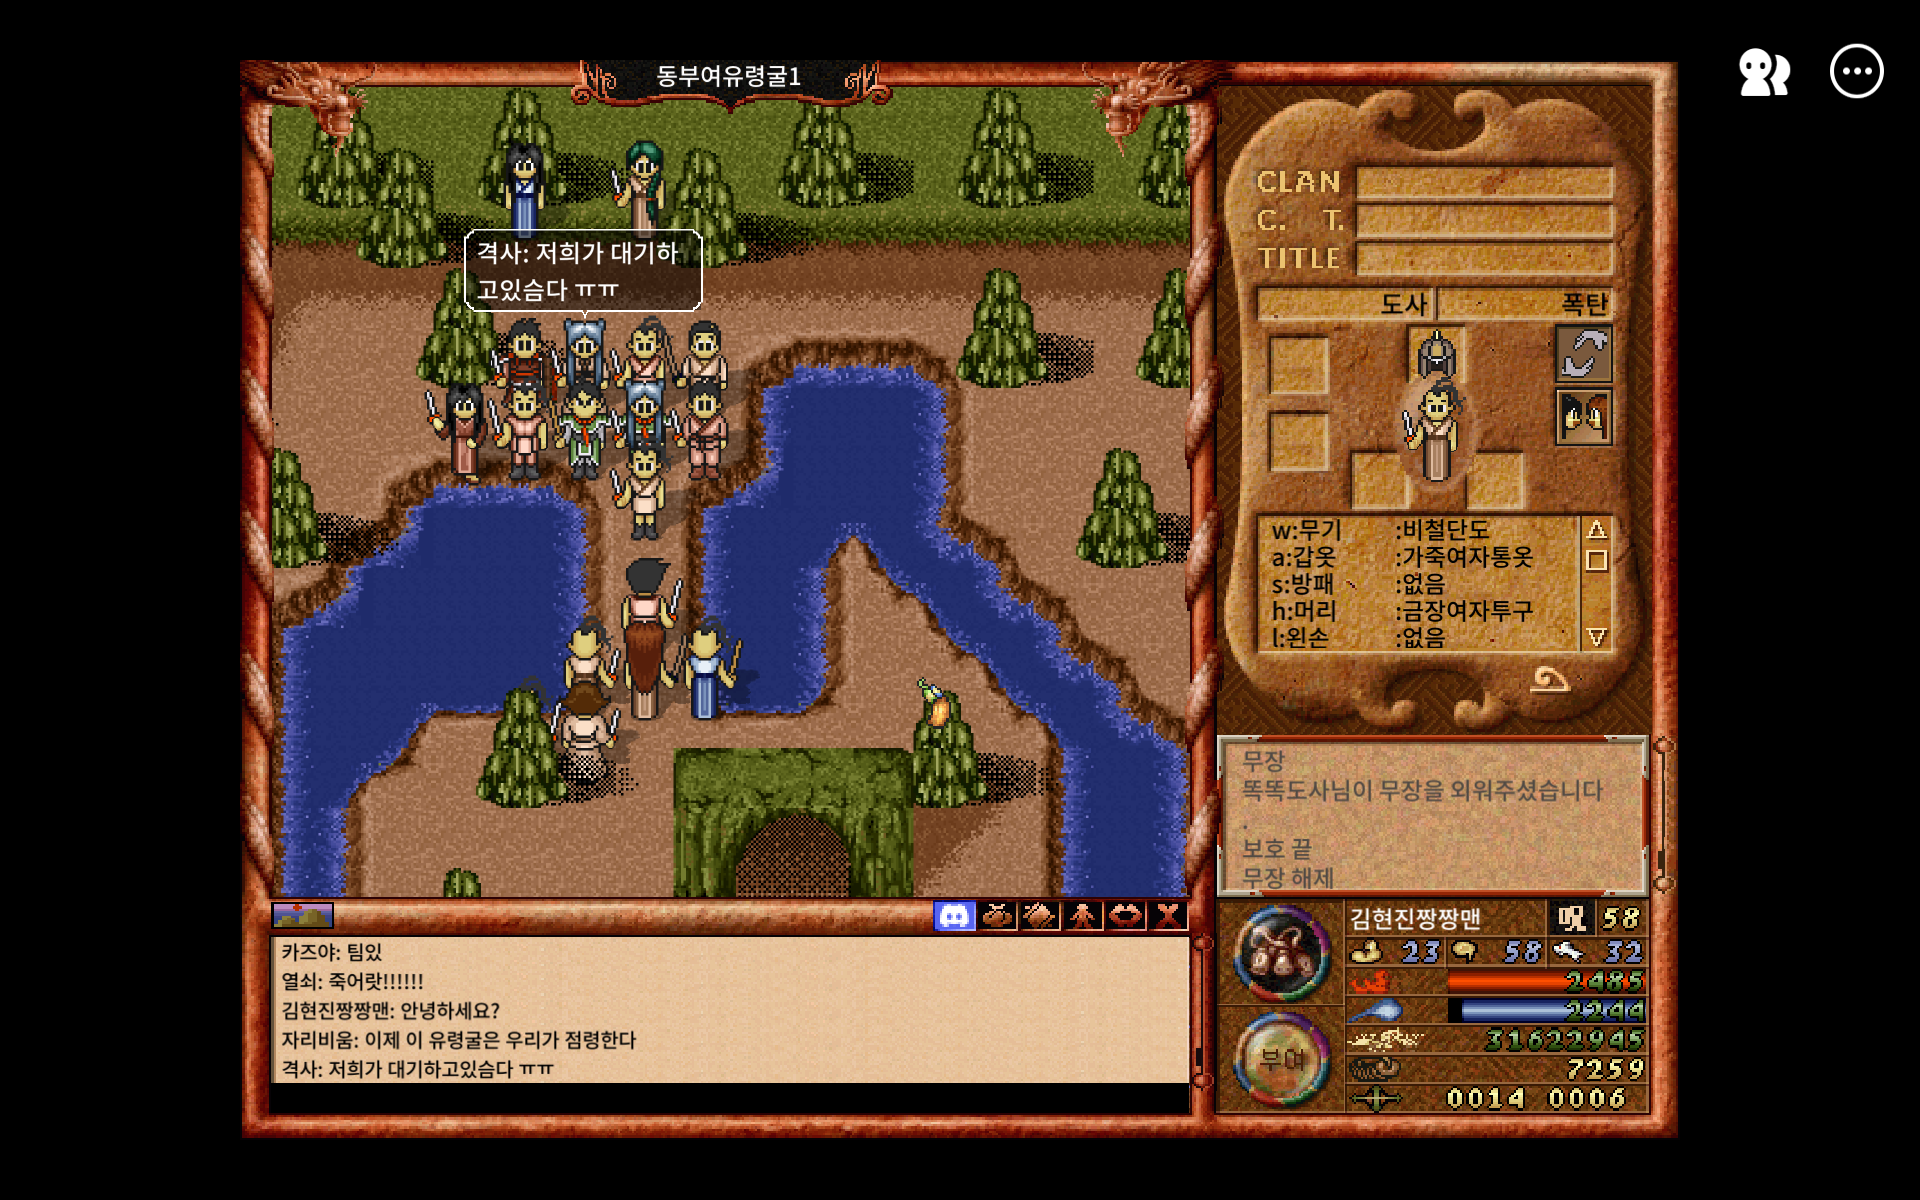 동부여유령굴1
격사: 저희가 대기하
고있슴다 ㅠㅠ
CLAN
C. T.
TITLE
도사 폭탄
w:무기 :비철단도
a:갑옷 :가죽여자통옷
s:방패 :없음
h:머리 :금장여자투구
l:왼손 :없음
무장
똑똑도사님이 무장을 외워주셨습니다
.
보호 끝
무장 해제
카즈야: 팀있
열쇠: 죽어랏!!!!!!
김현진짱짱맨: 안녕하세요?
자리비움: 이제 이 유령굴은 우리가 점령한다
격사: 저희가 대기하고있슴다 ㅠㅠ
김현진짱짱맨 58
23 58 32
2485
2244
31622945
부여
7259
0014 0006